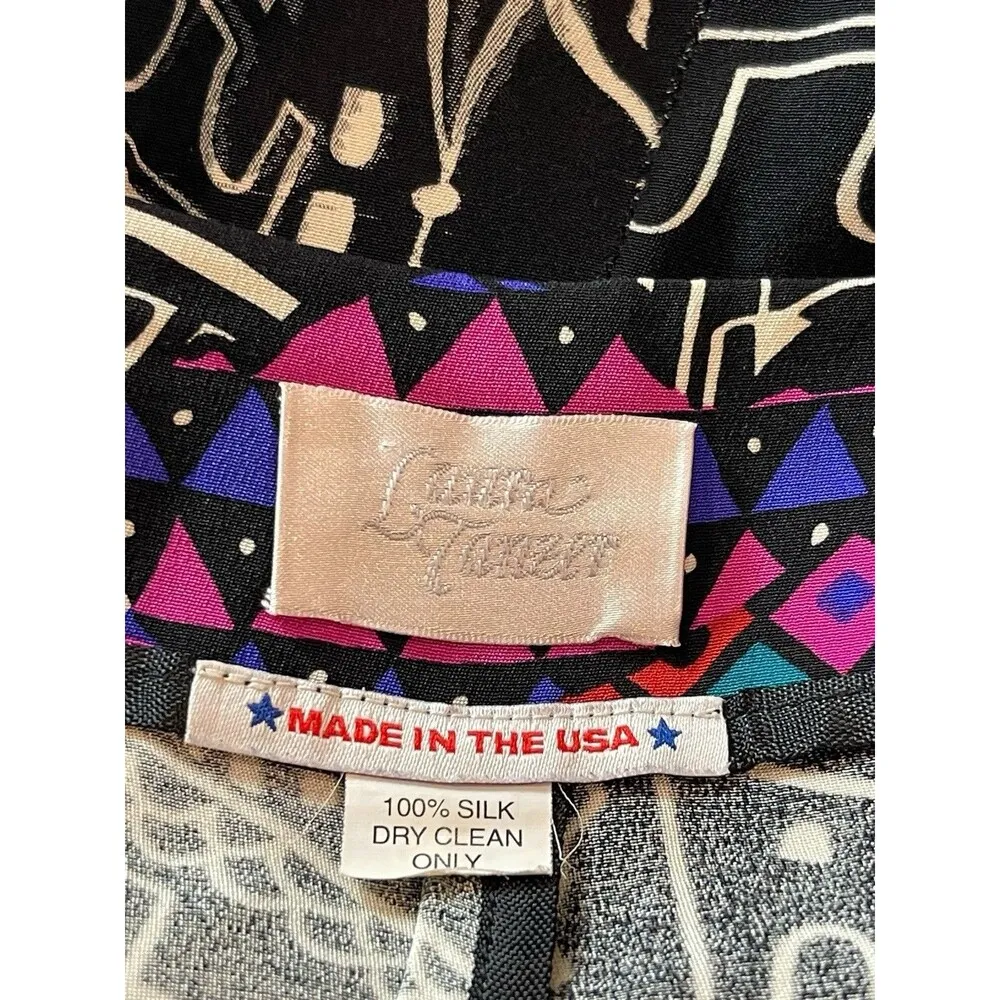 MADE IN THE USA
100% SILK
DRY CLEAN
ONLY